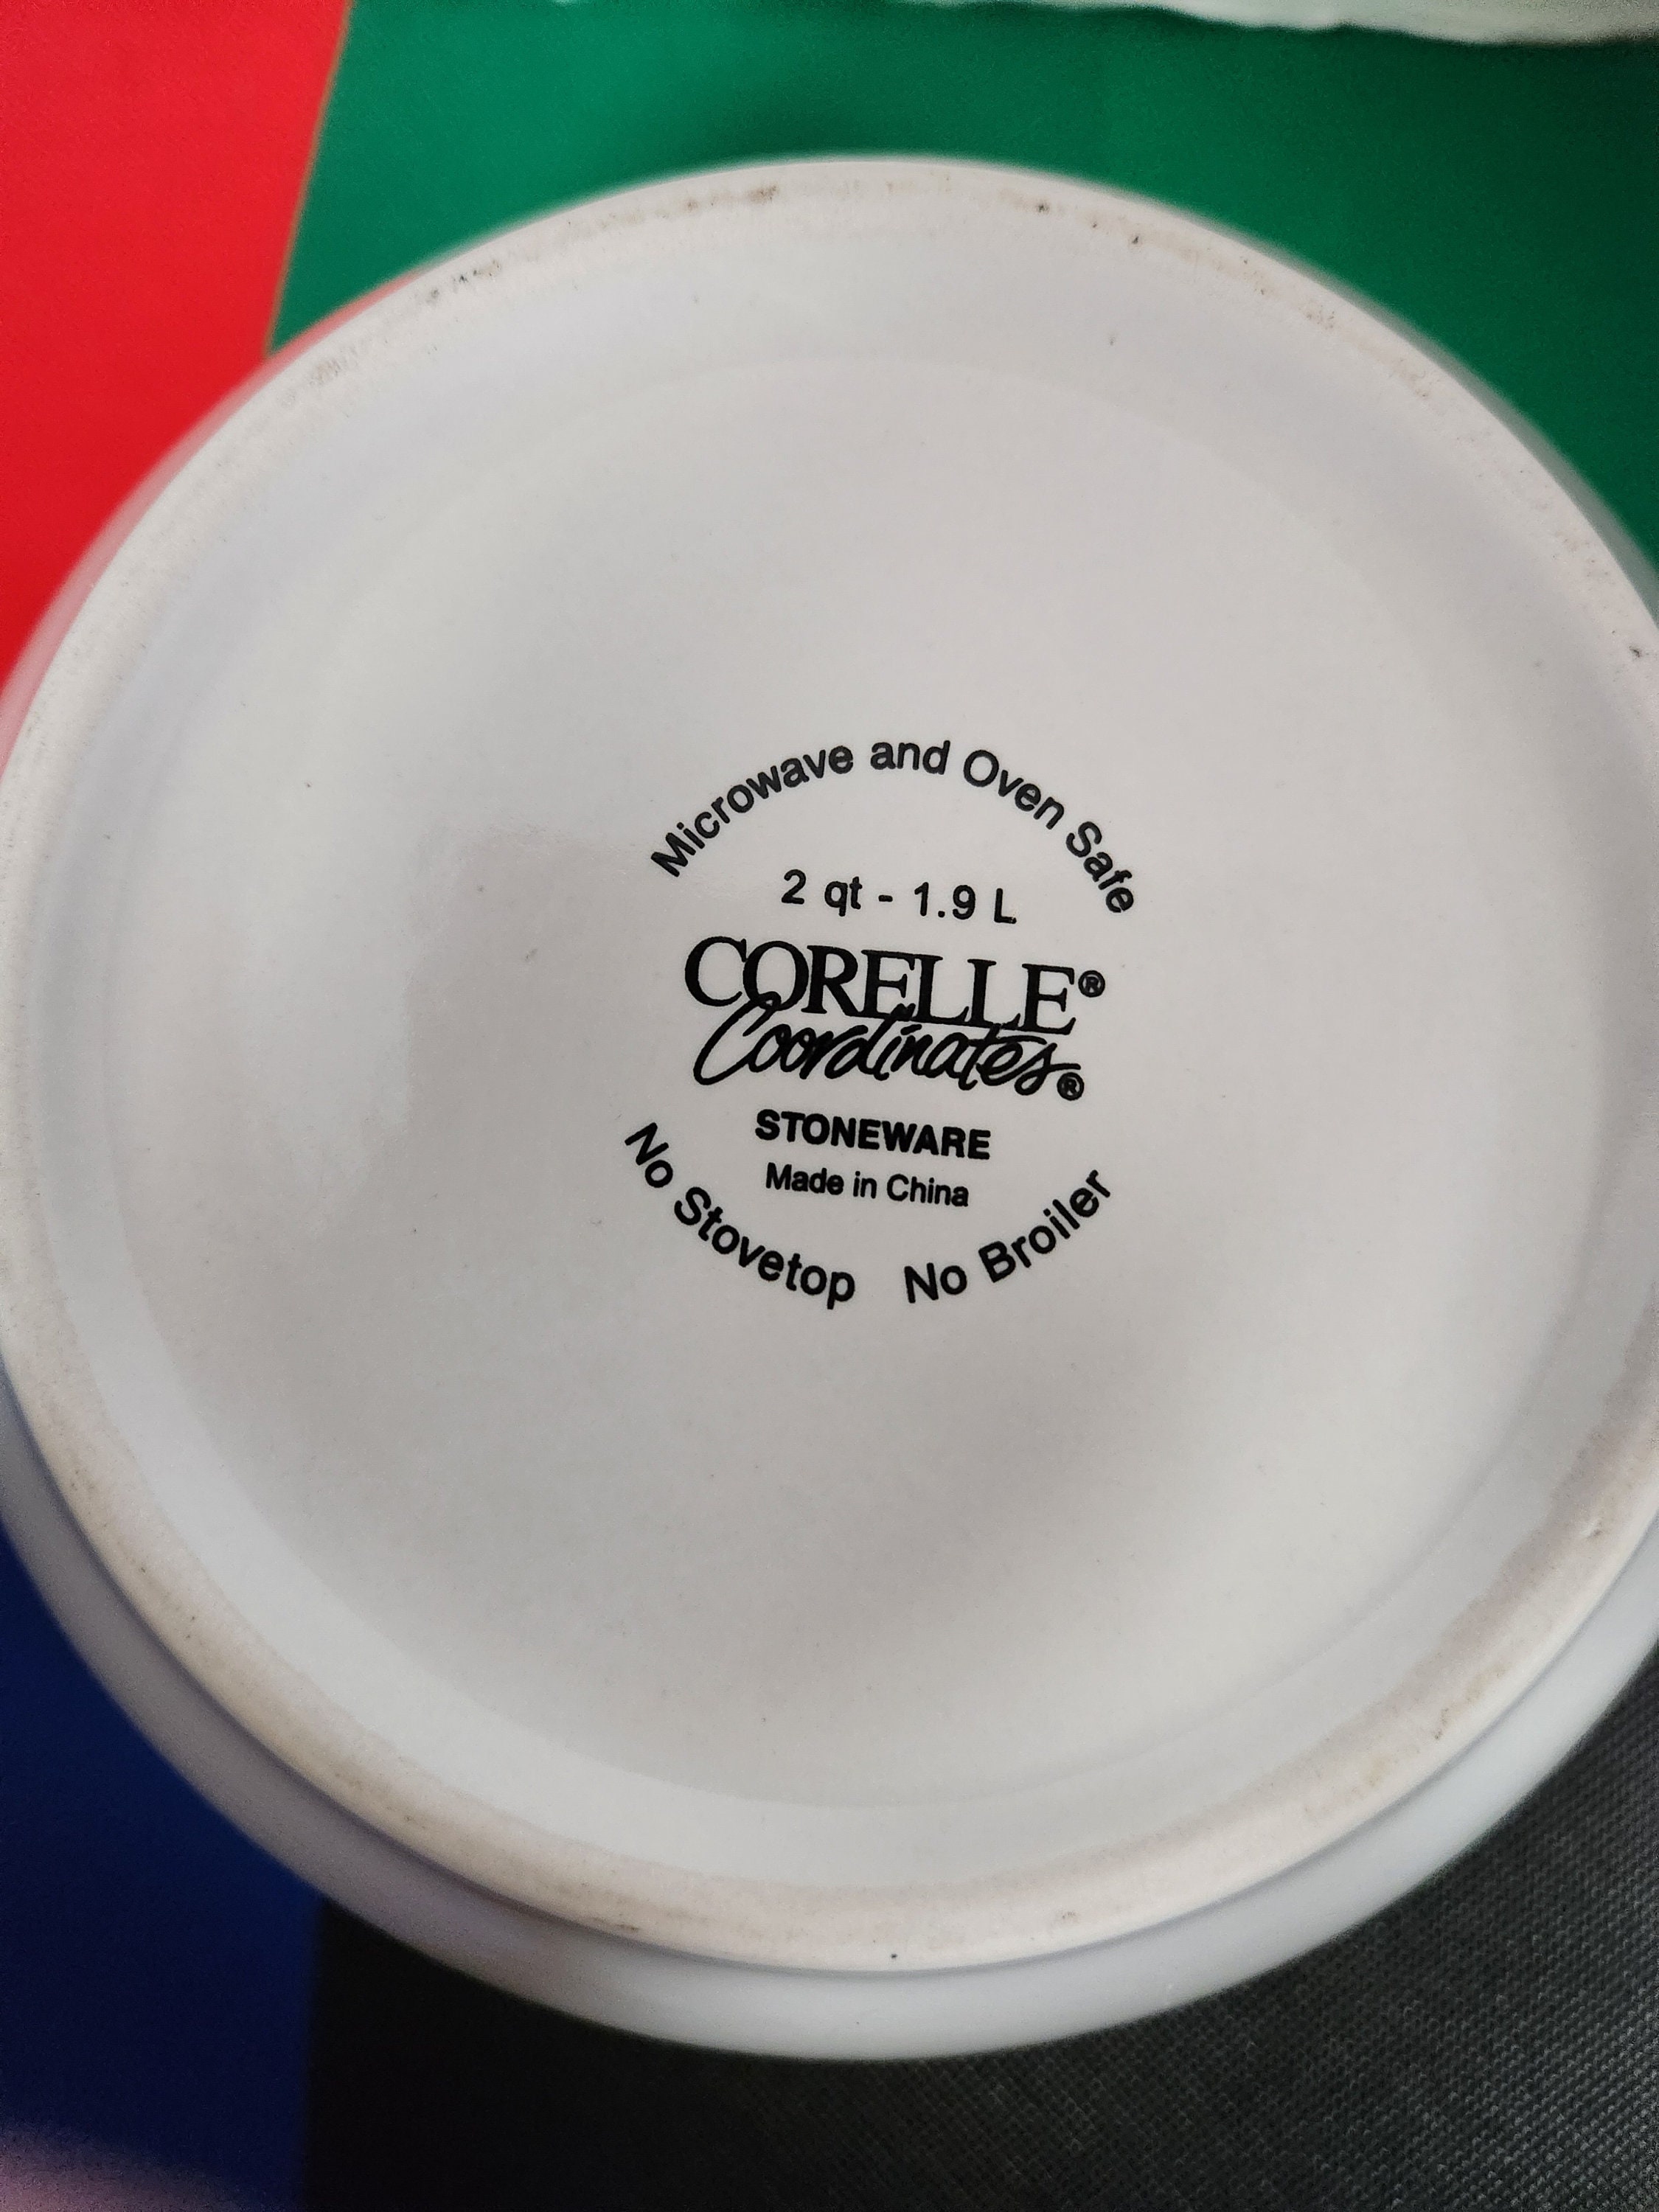 Microwave and Oven Safe
2 qt - 1.9 L
CORELLE®
Coordinates®
STONEWARE
Made in China
No Stovetop No Broiler